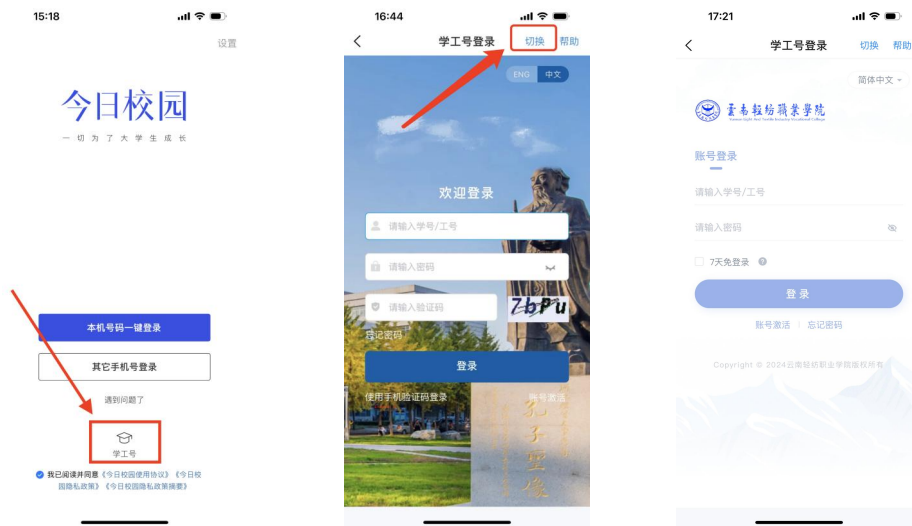 15:18
设置
今日校园
一切为了大学生成长
本机号码一键登录
其它手机号登录
遇到问题了
学工号
我已阅读并同意《今日校园使用协议》《今日校
园隐私政策》《今日校园隐私政策摘要》
16:44
学工号登录 切换 帮助
ENG 中文
欢迎登录
请输入学号/工号
请输入密码
请输入验证码 7bPu
忘记密码
登录
使用手机验证码登录 账号激活
孔子圣像
17:21
学工号登录 切换 帮助
简体中文
云南轻纺职业学院
账号登录
请输入学号/工号
请输入密码
7天免登录
登录
账号激活 忘记密码
Copyright © 2024云南轻纺职业学院版权所有